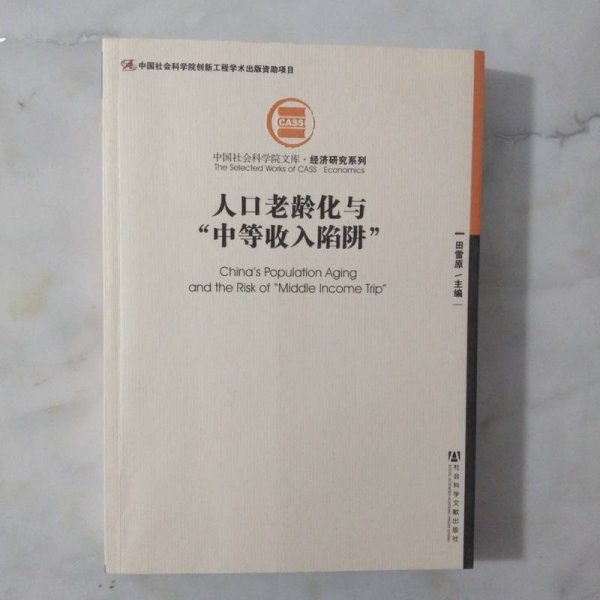 中国社会科学院创新工程学术出版资助项目
CASS
中国社会科学院文库·经济研究系列
The Selected Works of CASS Economics
人口老龄化与
“中等收入陷阱”
China's Population Aging
and the Risk of "Middle Income Trip"
田雪原/主编
社会科学文献出版社